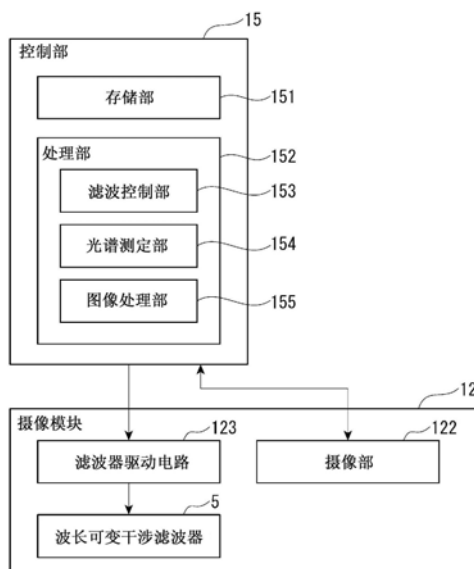 15
控制部
存储部
151
处理部
152
滤波控制部
153
光谱测定部
154
图像处理部
155
12
摄像模块
123
122
滤波器驱动电路
摄像部
5
波长可变干涉滤波器